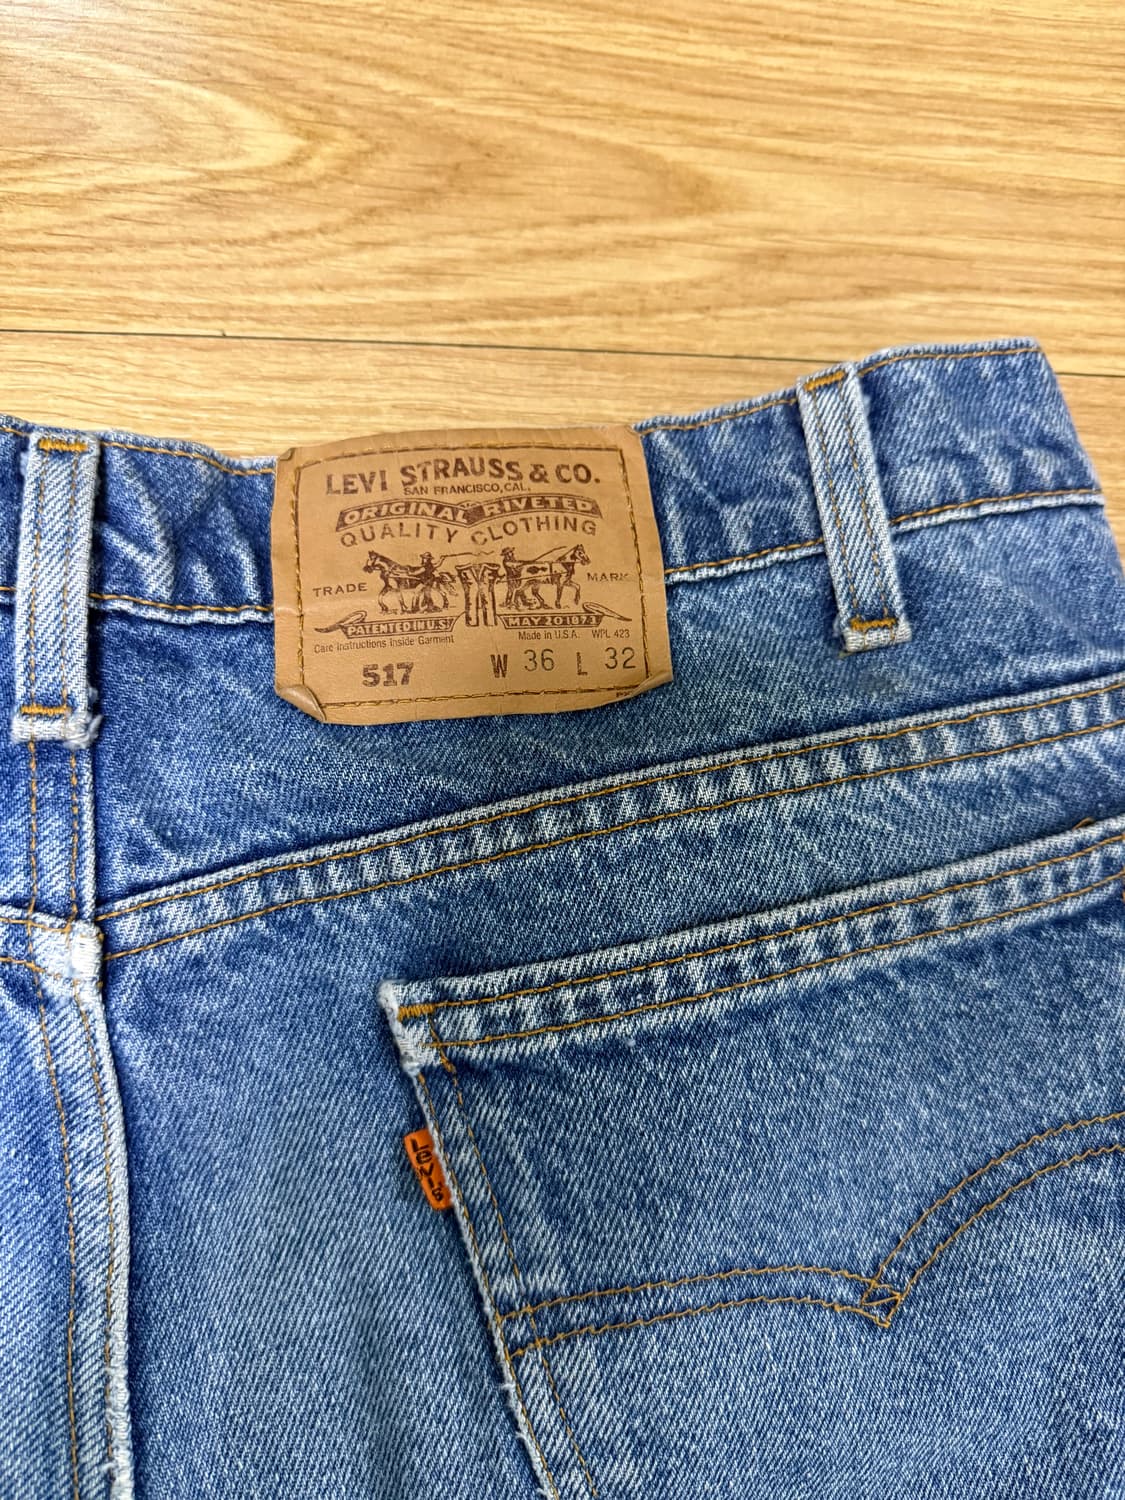 LEVI STRAUSS & CO.
SAN FRANCISCO, CAL.
ORIGINAL RIVETED
QUALITY CLOTHING
TRADE MARK
PATENTED IN U.S. MAY 20 1873
Care Instructions Inside Garment Made in U.S.A. WPL 423
517 W 36 L 32
Levi's